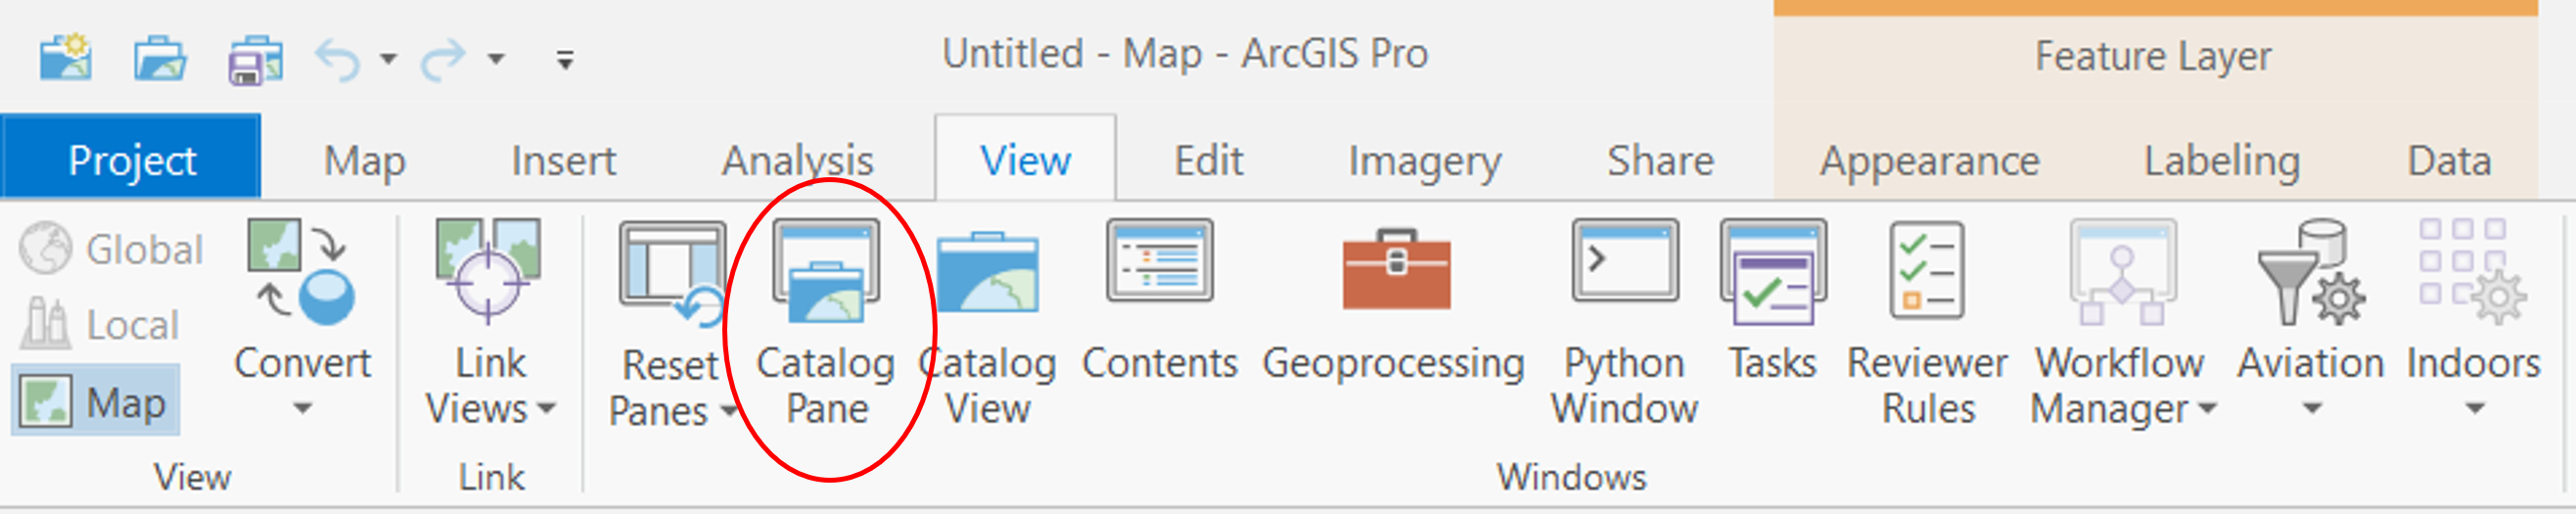 Untitled - Map - ArcGIS Pro
Feature Layer
Project Map Insert Analysis View Edit Imagery Share Appearance Labeling Data
Global
Local
Map
Convert
View
Link
Views
Link
Reset
Panes
Catalog
Pane
Catalog
View
Contents
Geoprocessing
Python
Window
Tasks
Reviewer
Rules
Workflow
Manager
Aviation
Indoors
Windows